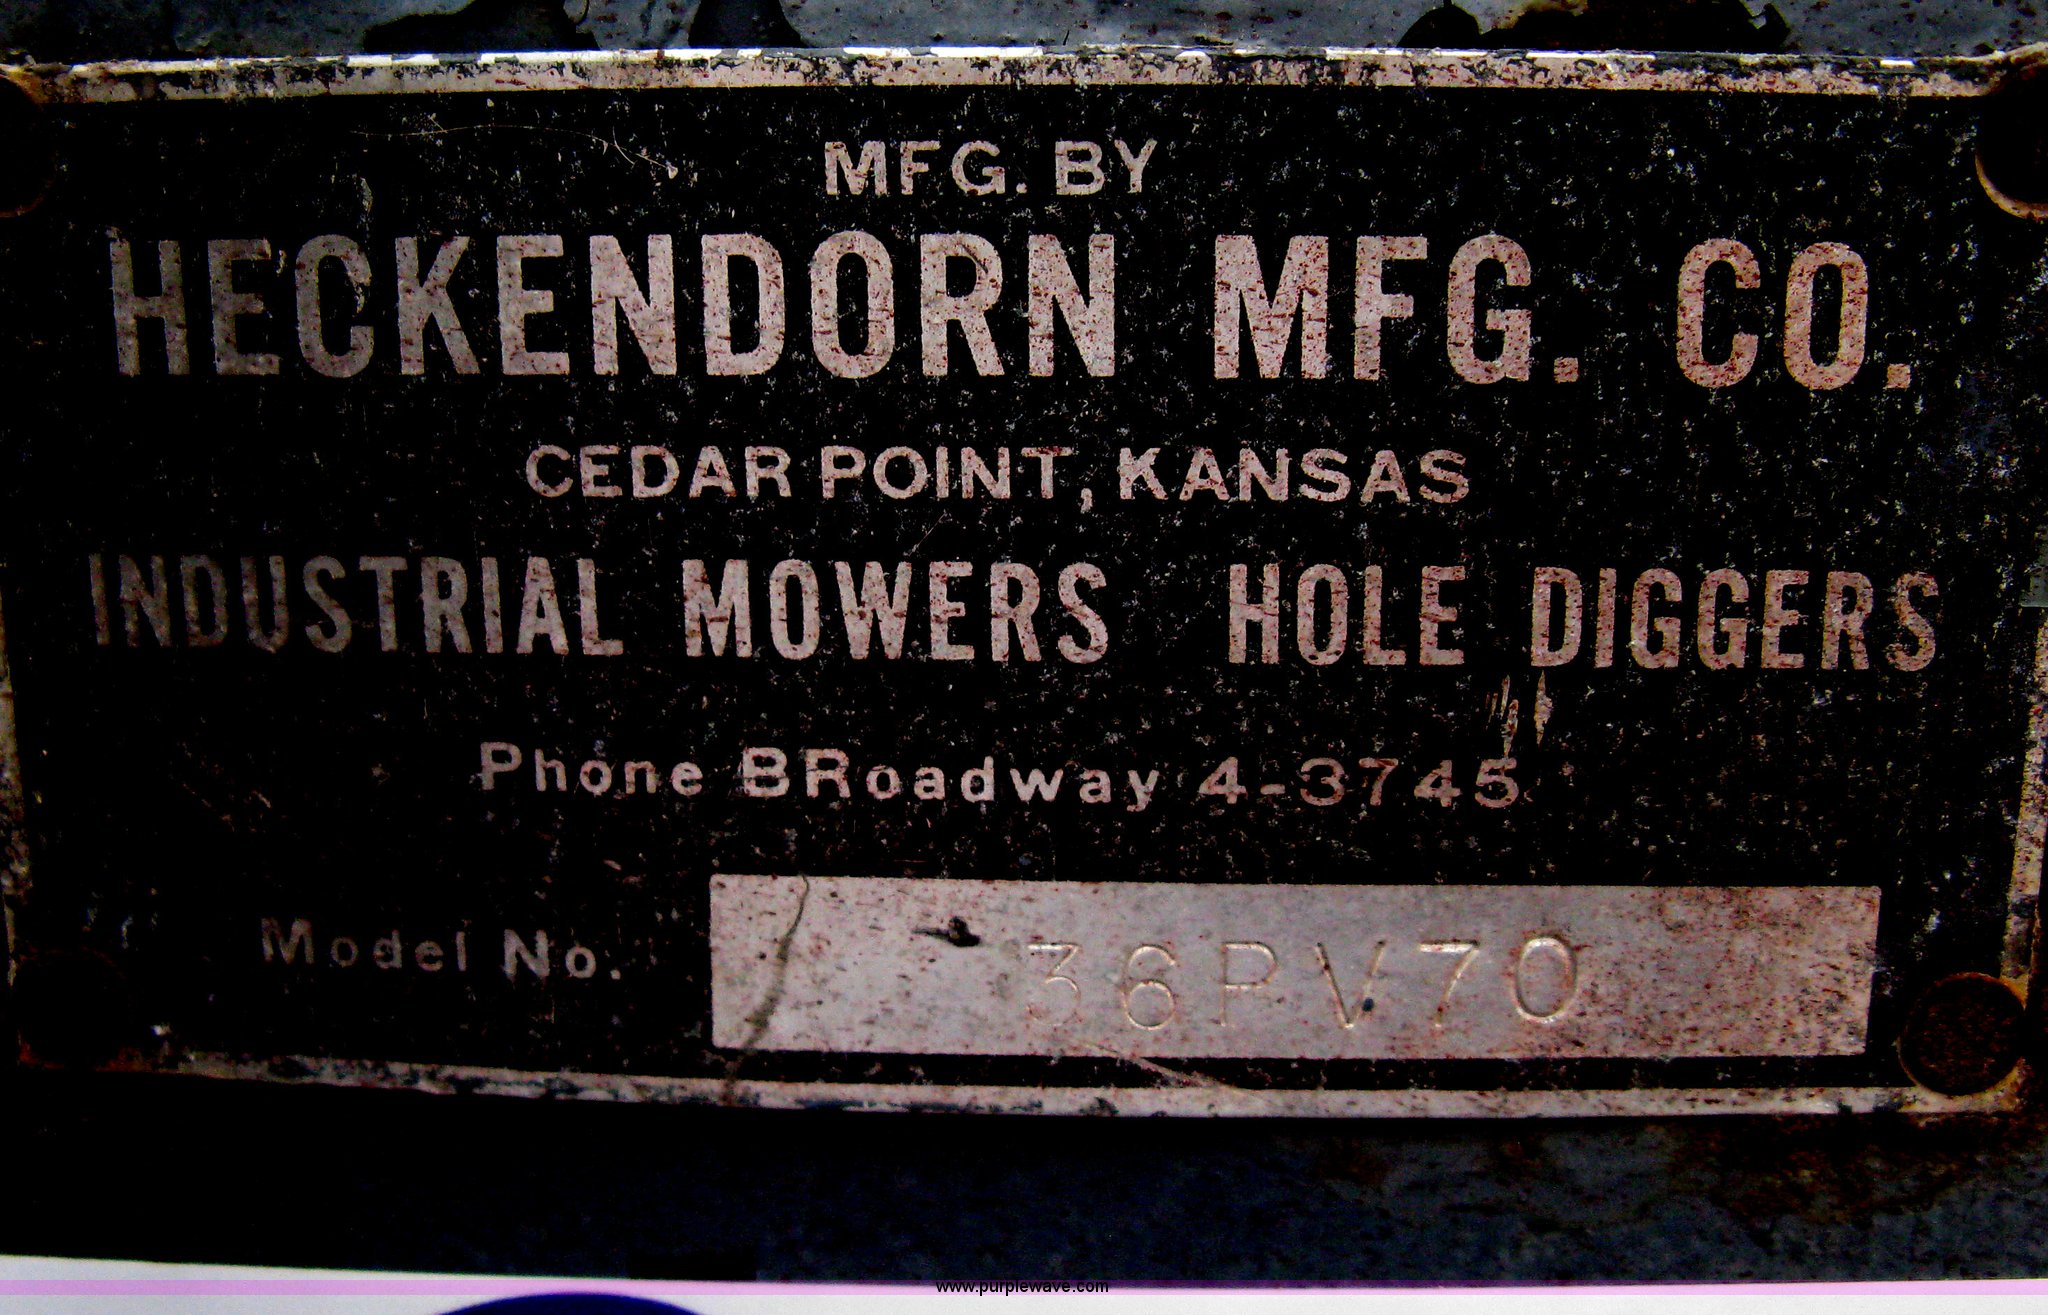 MFG. BY
HECKENDORN MFG. CO.
CEDAR POINT, KANSAS
INDUSTRIAL MOWERS HOLE DIGGERS
Phone BRoadway 4-3745
Model No. 36PV70
www.purplewave.com